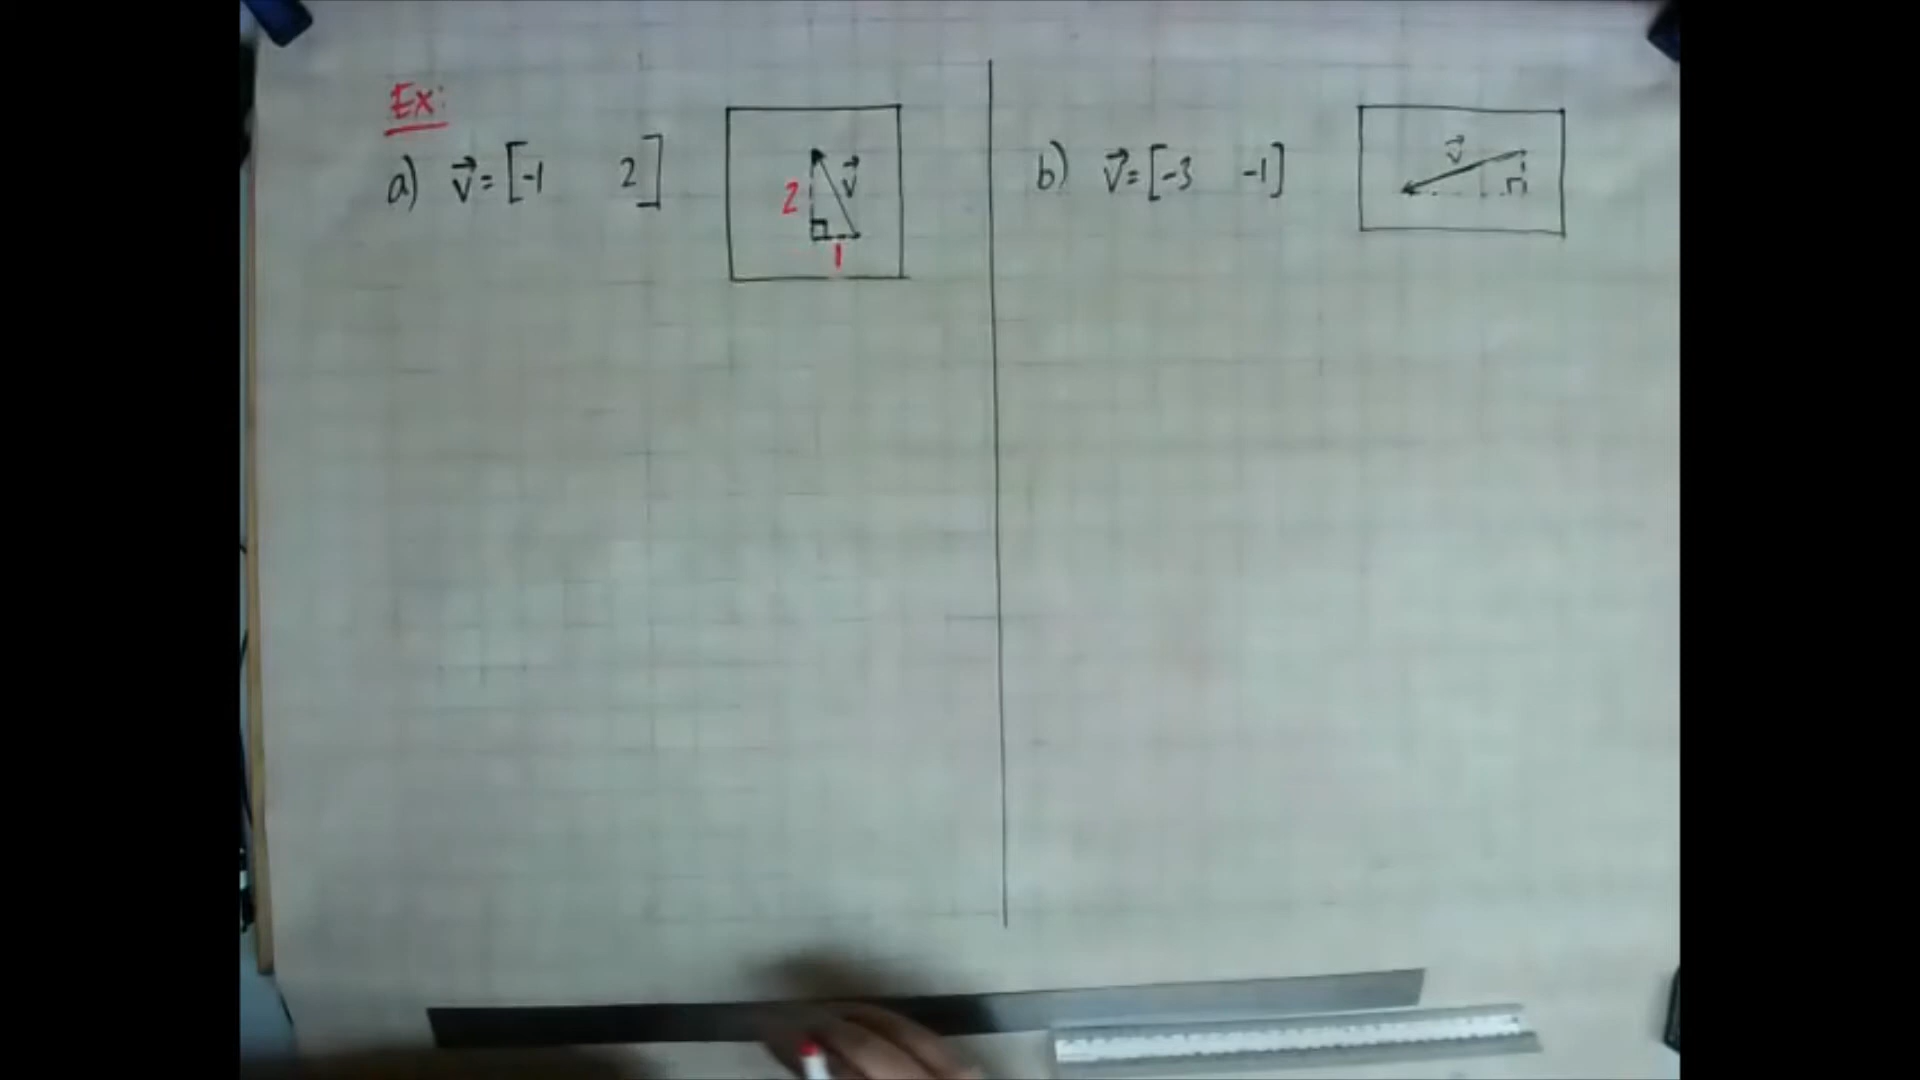 Ex:
a) v⃗ = [-1 2]
v⃗
2
1
b) v⃗ = [-3 -1]
v⃗